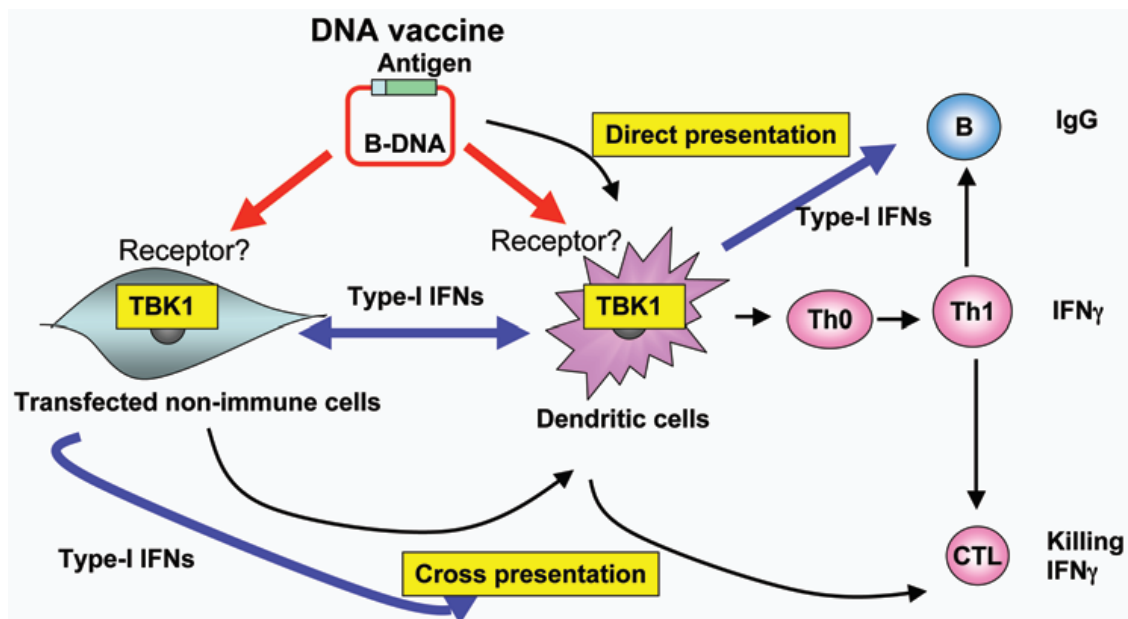 DNA vaccine
Antigen
B-DNA
Direct presentation
B
IgG
Type-I IFNs
Receptor?
Receptor?
TBK1
Type-I IFNs
TBK1
Th0
Th1
IFNγ
Transfected non-immune cells
Dendritic cells
Type-I IFNs
Cross presentation
CTL
Killing
IFNγ